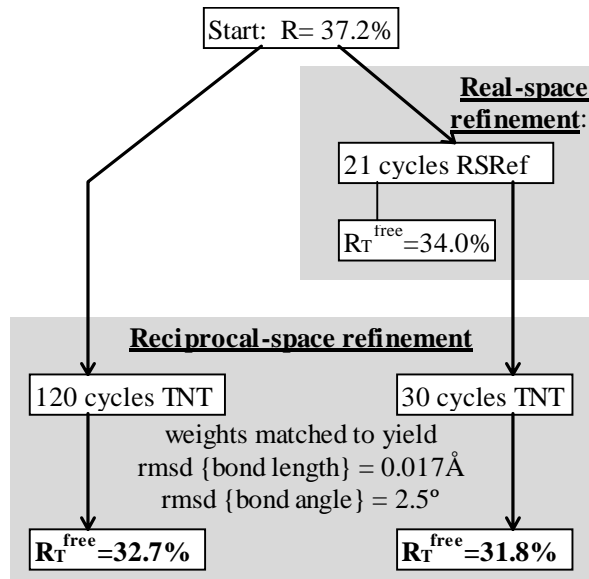 Start:  R= 37.2%
Real-space
refinement:
21 cycles RSRef
RT free=34.0%
Reciprocal-space refinement
120 cycles TNT
30 cycles TNT
weights matched to yield
rmsd {bond length} = 0.017Å
rmsd {bond angle} = 2.5º
RT free=32.7%
RT free=31.8%